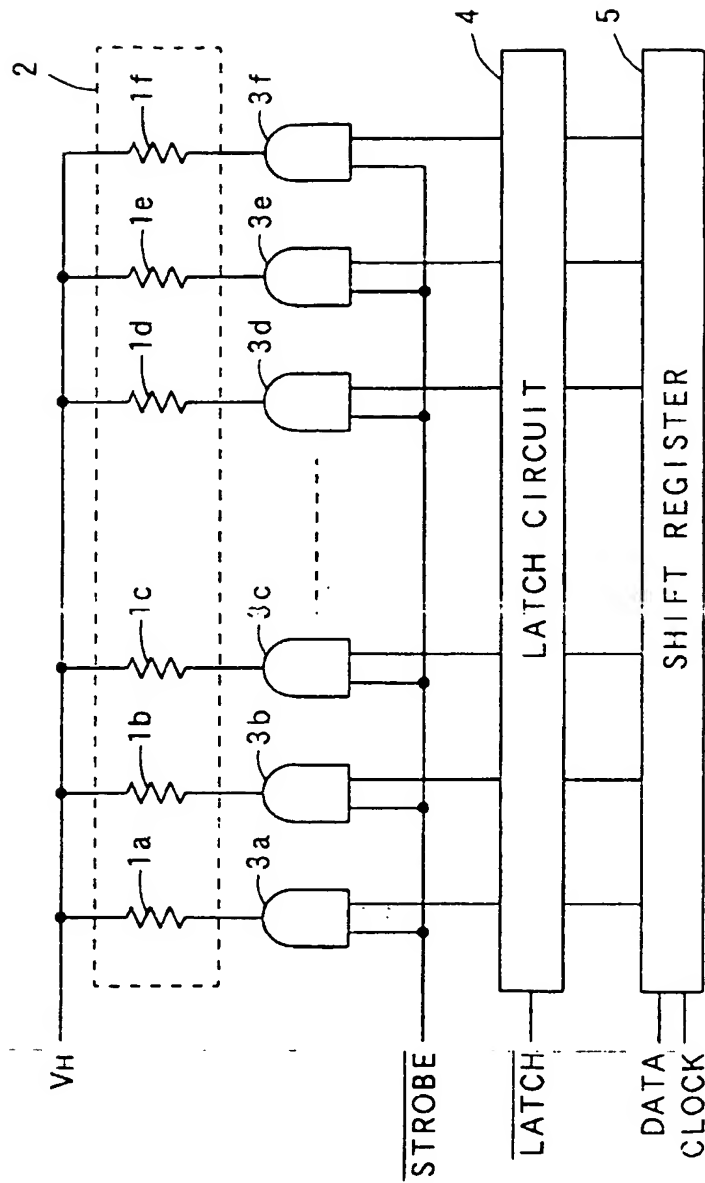 2
1a
1b
1c
1d
1e
1f
3a
3b
3c
3d
3e
3f
4
5
VH
STROBE
LATCH
LATCH CIRCUIT
DATA
CLOCK
SHIFT REGISTER